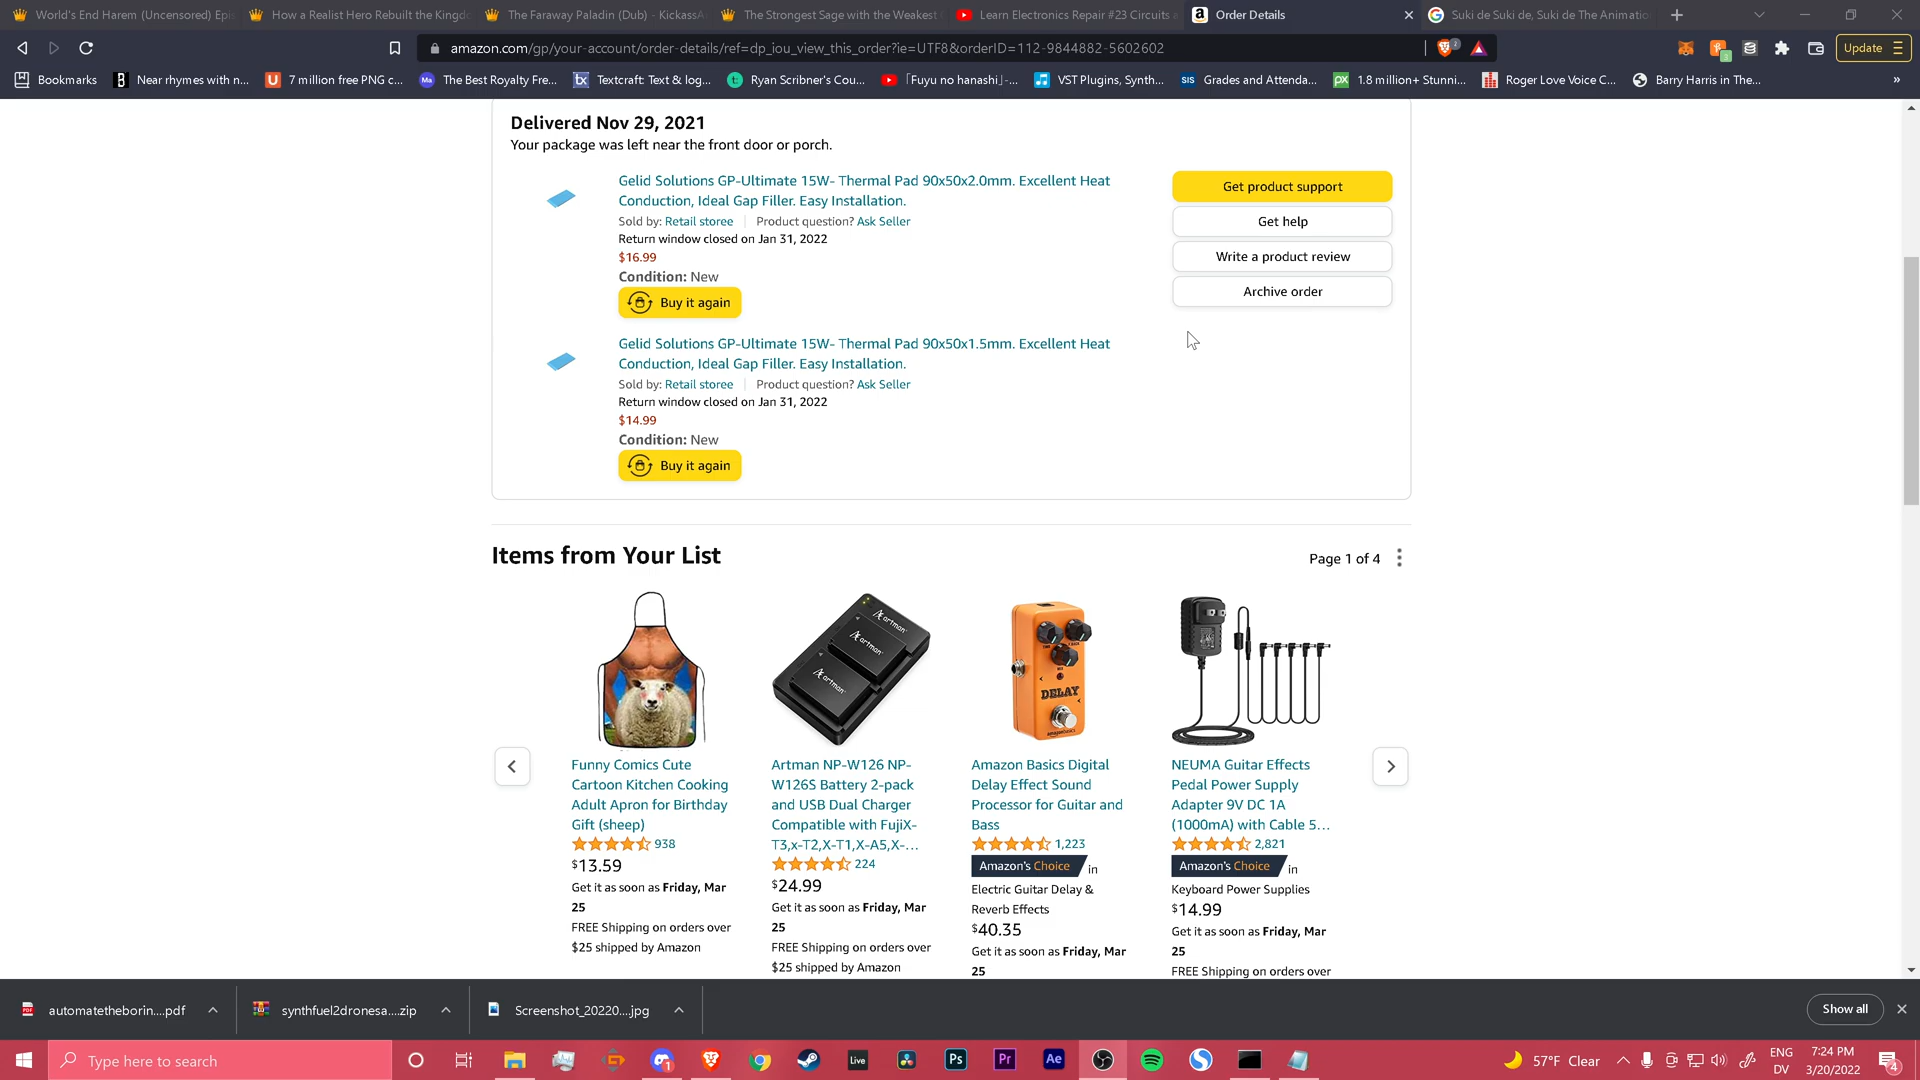 World's End Harem (Uncensored) Epi
How a Realist Hero Rebuilt the Kingdo
The Faraway Paladin (Dub) - KickassA
The Strongest Sage with the Weakest C
Learn Electronics Repair #23 Circuits a
Order Details
Suki de Suki de, Suki de The Animatio
amazon.com/gp/your-account/order-details/ref=dp_iou_view_this_order?ie=UTF8&orderID=112-9844882-5602602
2
3
Update
Bookmarks
Near rhymes with n...
7 million free PNG c...
The Best Royalty Fre...
Textcraft: Text & log...
Ryan Scribner's Cou...
「Fuyu no hanashi」-...
VST Plugins, Synth...
SIS
Grades and Attenda...
px
1.8 million+ Stunni...
Roger Love Voice C...
Barry Harris in The...
»
Delivered Nov 29, 2021
Your package was left near the front door or porch.
Gelid Solutions GP-Ultimate 15W- Thermal Pad 90x50x2.0mm. Excellent Heat
Conduction, Ideal Gap Filler. Easy Installation.
Sold by: Retail storee | Product question? Ask Seller
Return window closed on Jan 31, 2022
$16.99
Condition: New
Buy it again
Get product support
Get help
Write a product review
Archive order
Gelid Solutions GP-Ultimate 15W- Thermal Pad 90x50x1.5mm. Excellent Heat
Conduction, Ideal Gap Filler. Easy Installation.
Sold by: Retail storee | Product question? Ask Seller
Return window closed on Jan 31, 2022
$14.99
Condition: New
Buy it again
Items from Your List
Page 1 of 4
artman
artman
artman
DELAY
amazonbasics
Funny Comics Cute
Cartoon Kitchen Cooking
Adult Apron for Birthday
Gift (sheep)
938
$13.59
Get it as soon as Friday, Mar
25
FREE Shipping on orders over
$25 shipped by Amazon
Artman NP-W126 NP-
W126S Battery 2-pack
and USB Dual Charger
Compatible with FujiX-
T3,x-T2,X-T1,X-A5,X-...
224
$24.99
Get it as soon as Friday, Mar
25
FREE Shipping on orders over
$25 shipped by Amazon
Amazon Basics Digital
Delay Effect Sound
Processor for Guitar and
Bass
1,223
Amazon's Choice in
Electric Guitar Delay &
Reverb Effects
$40.35
Get it as soon as Friday, Mar
25
NEUMA Guitar Effects
Pedal Power Supply
Adapter 9V DC 1A
(1000mA) with Cable 5...
2,821
Amazon's Choice in
Keyboard Power Supplies
$14.99
Get it as soon as Friday, Mar
25
FREE Shipping on orders over
automatetheborin....pdf
synthfuel2dronesa....zip
Screenshot_20220....jpg
Show all
Type here to search
1
Live
Ps
Pr
Ae
57°F Clear
ENG
DV
7:24 PM
3/20/2022
4